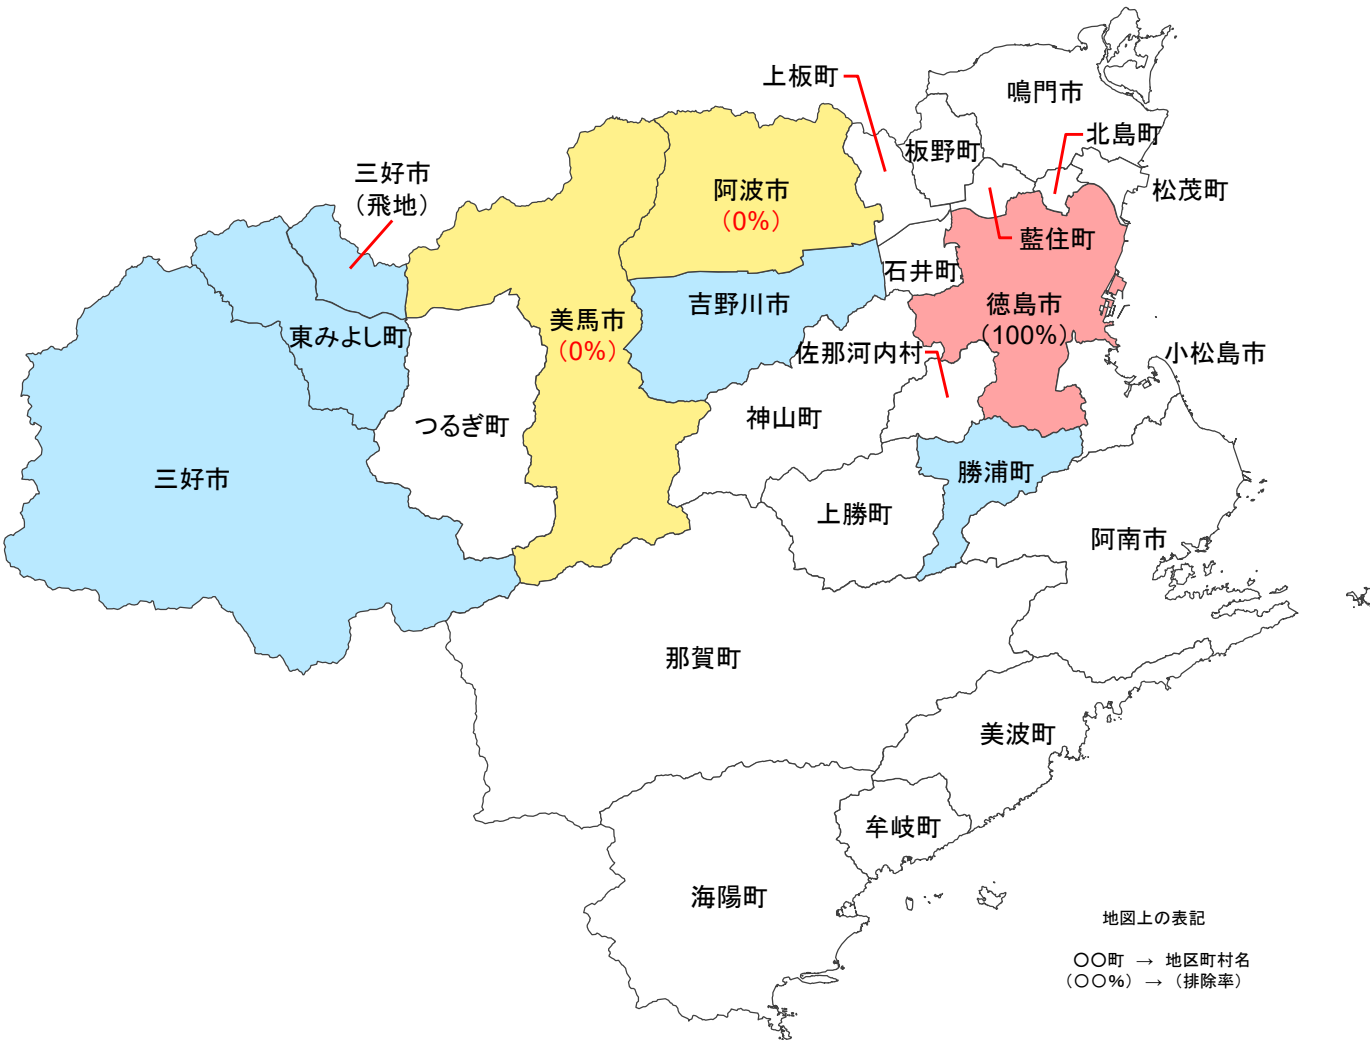 上板町
鳴門市
北島町
板野町
三好市
（飛地）
阿波市
（0%）
松茂町
藍住町
石井町
吉野川市
徳島市
(100%)
美馬市
（0%）
東みよし町
佐那河内村
小松島市
つるぎ町
神山町
三好市
勝浦町
上勝町
阿南市
那賀町
美波町
牟岐町
海陽町
地図上の表記
〇〇町 → 地区町村名
（〇〇%）→（排除率）